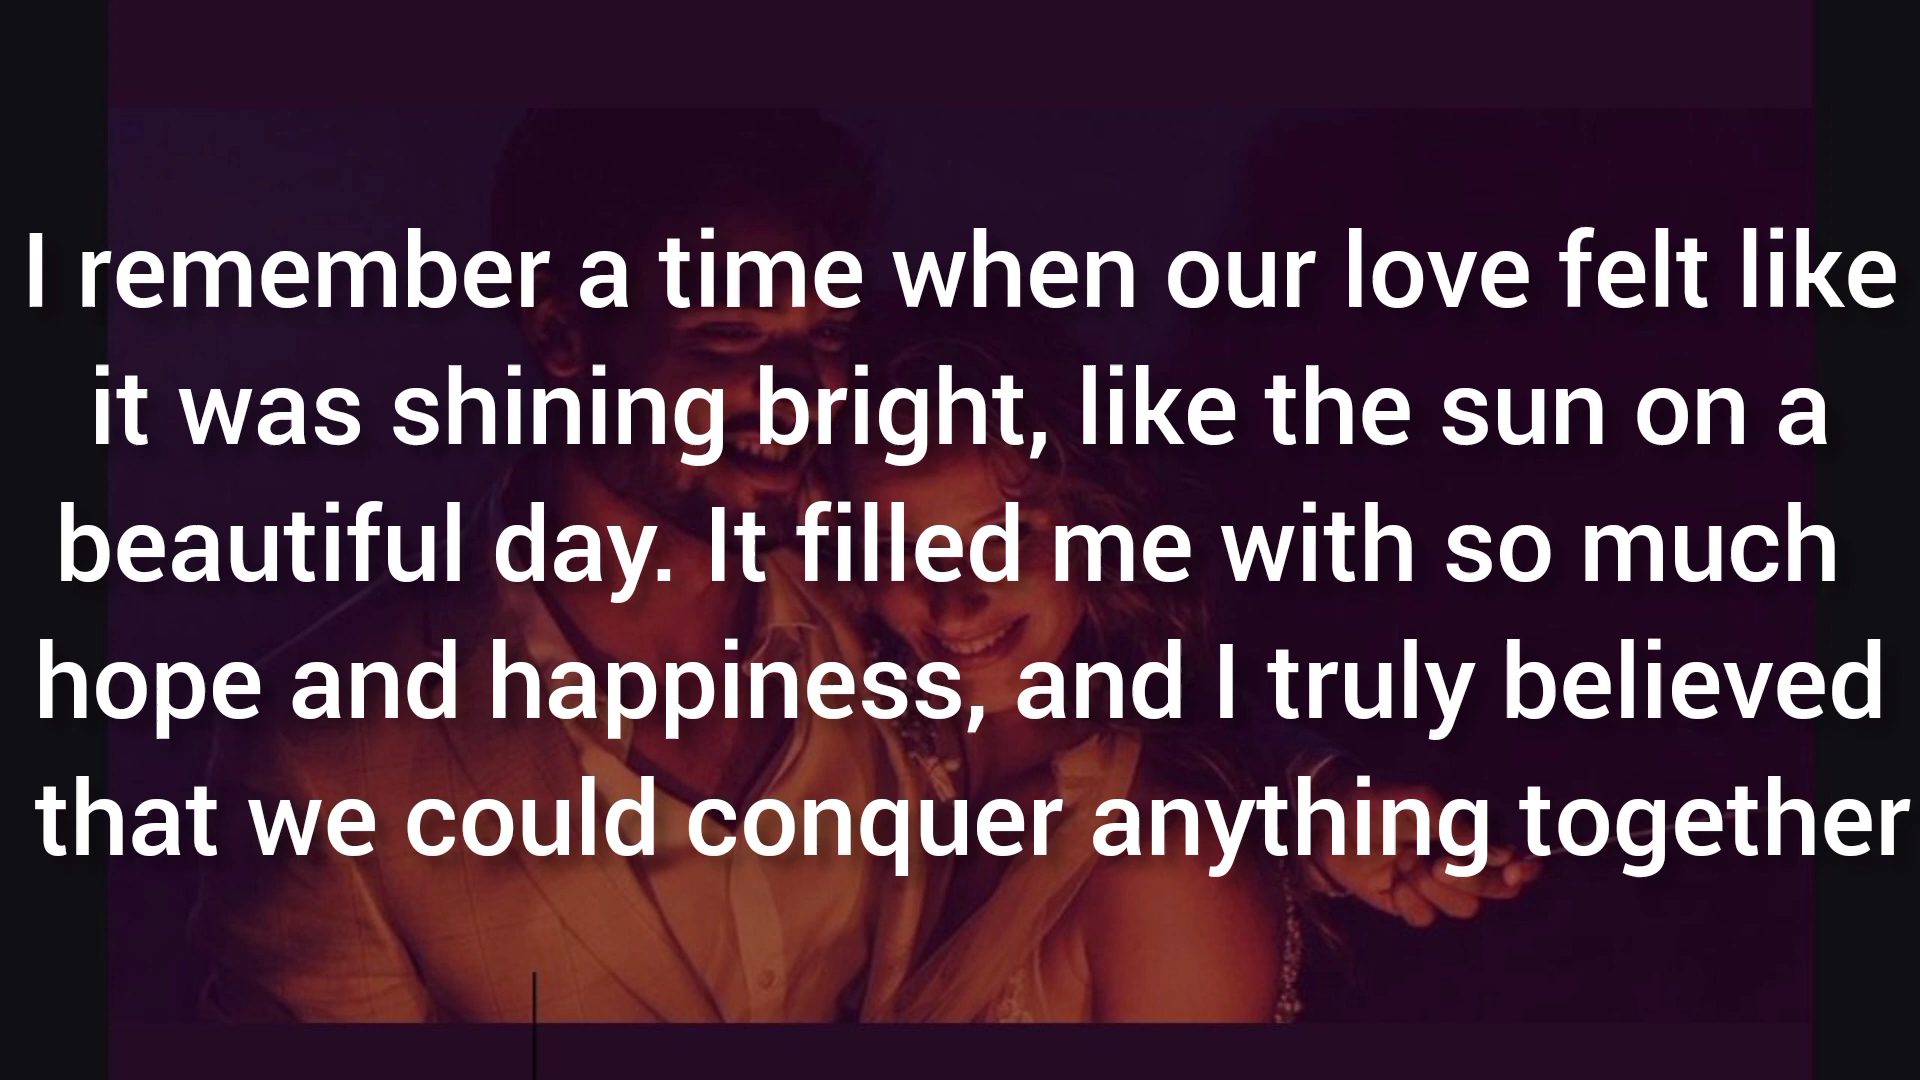 I remember a time when our love felt like
it was shining bright, like the sun on a
beautiful day. It filled me with so much
hope and happiness, and I truly believed
that we could conquer anything together